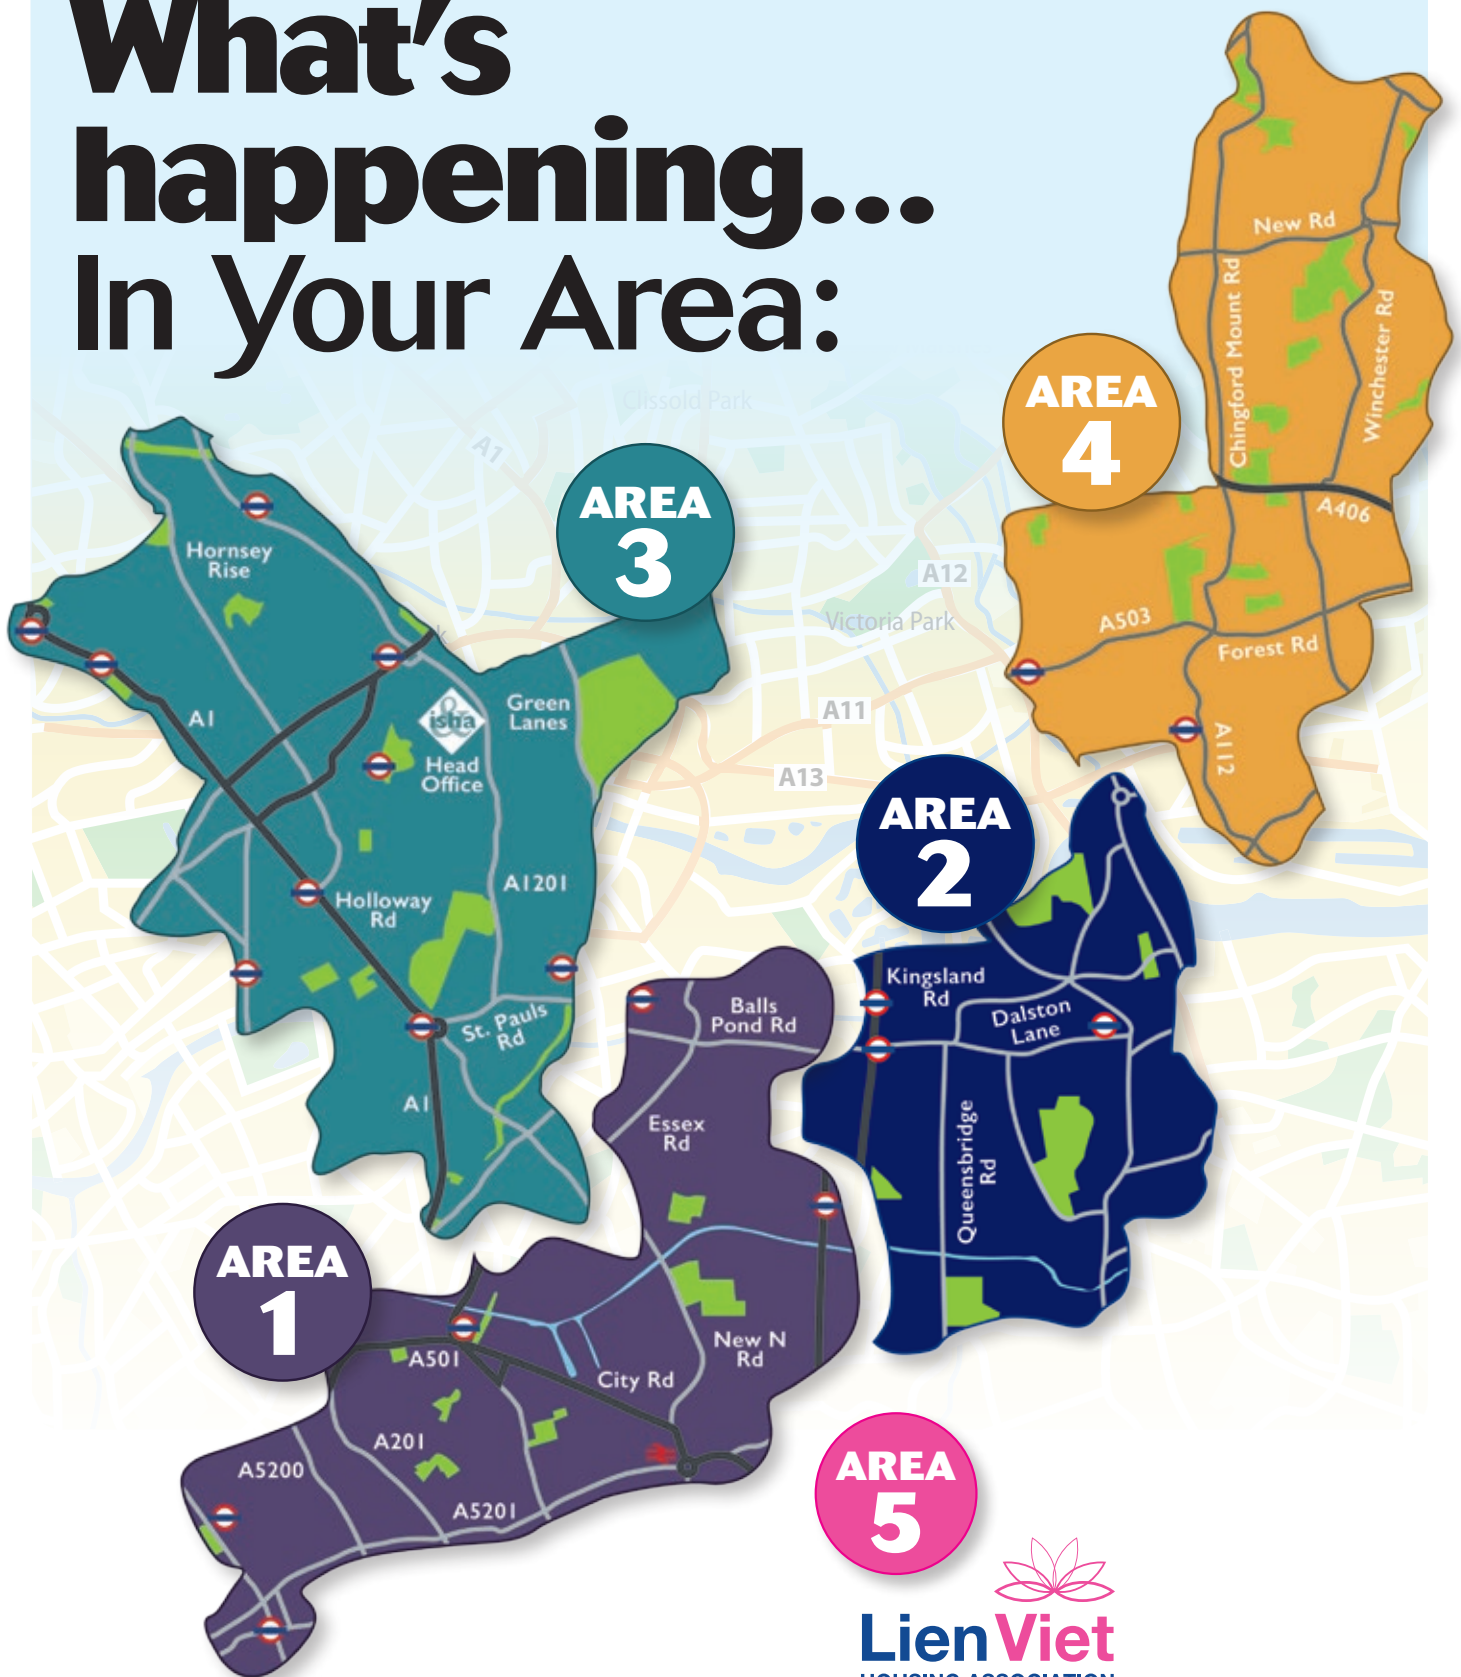 What's
happening...
In Your Area:
Clissold Park
A1
A12
Victoria Park
A11
A13
AREA
4
New Rd
Chingford Mount Rd
Winchester Rd
A406
A503
Forest Rd
A112
AREA
3
Hornsey
Rise
A1
isha
Head
Office
Green
Lanes
Holloway
Rd
A1201
St. Pauls
Rd
A1
AREA
2
Kingsland
Rd
Dalston
Lane
Queensbridge
Rd
AREA
1
Balls
Pond Rd
Essex
Rd
New N
Rd
City Rd
A501
A201
A5200
A5201
AREA
5
LienViet
HOUSING ASSOCIATION